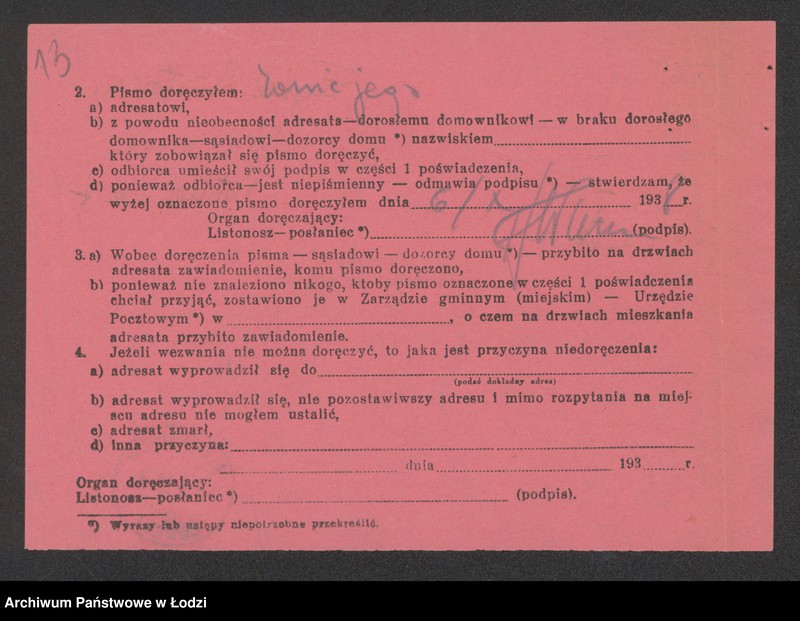 13
2. Pismo doręczyłem: żonie jego
a) adresatowi,
b) z powodu nieobecności adresata—dorosłemu domownikowi — w braku dorosłego
domownika—sąsiadowi—dozorcy domu *) nazwiskiem
który zobowiązał się pismo doręczyć,
c) odbiorca umieścił swój podpis w części 1 poświadczenia,
d) ponieważ odbiorca—jest niepiśmienny — odmawia podpisu *) — stwierdzam, że
wyżej oznaczone pismo doręczyłem dnia 6/ 193 8 r.
Organ doręczający:
Listonosz—posłaniec *) (podpis).
3. a) Wobec doręczenia pisma — sąsiadowi — dozorcy domu *) — przybito na drzwiach
adresata zawiadomienie, komu pismo doręczono,
b) ponieważ nie znaleziono nikogo, ktoby pismo oznaczone w części 1 poświadczenia
chciał przyjąć, zostawiono je w Zarządzie gminnym (miejskim) — Urzędzie
Pocztowym *) w , o czem na drzwiach mieszkania
adresata przybito zawiadomienie.
4. Jeżeli wezwania nie można doręczyć, to jaka jest przyczyna niedoręczenia:
a) adresat wyprowadził się do
(podać dokładny adres)
b) adresat wyprowadził się, nie pozostawiwszy adresu i mimo rozpytania na miej-
scu adresu nie mogłem ustalić,
c) adresat zmarł,
d) inna przyczyna:
dnia 193 r.
Organ doręczający:
Listonosz—posłaniec *) (podpis).
*) Wyrazy lub ustępy niepotrzebne przekreślić.
Archiwum Państwowe w Łodzi